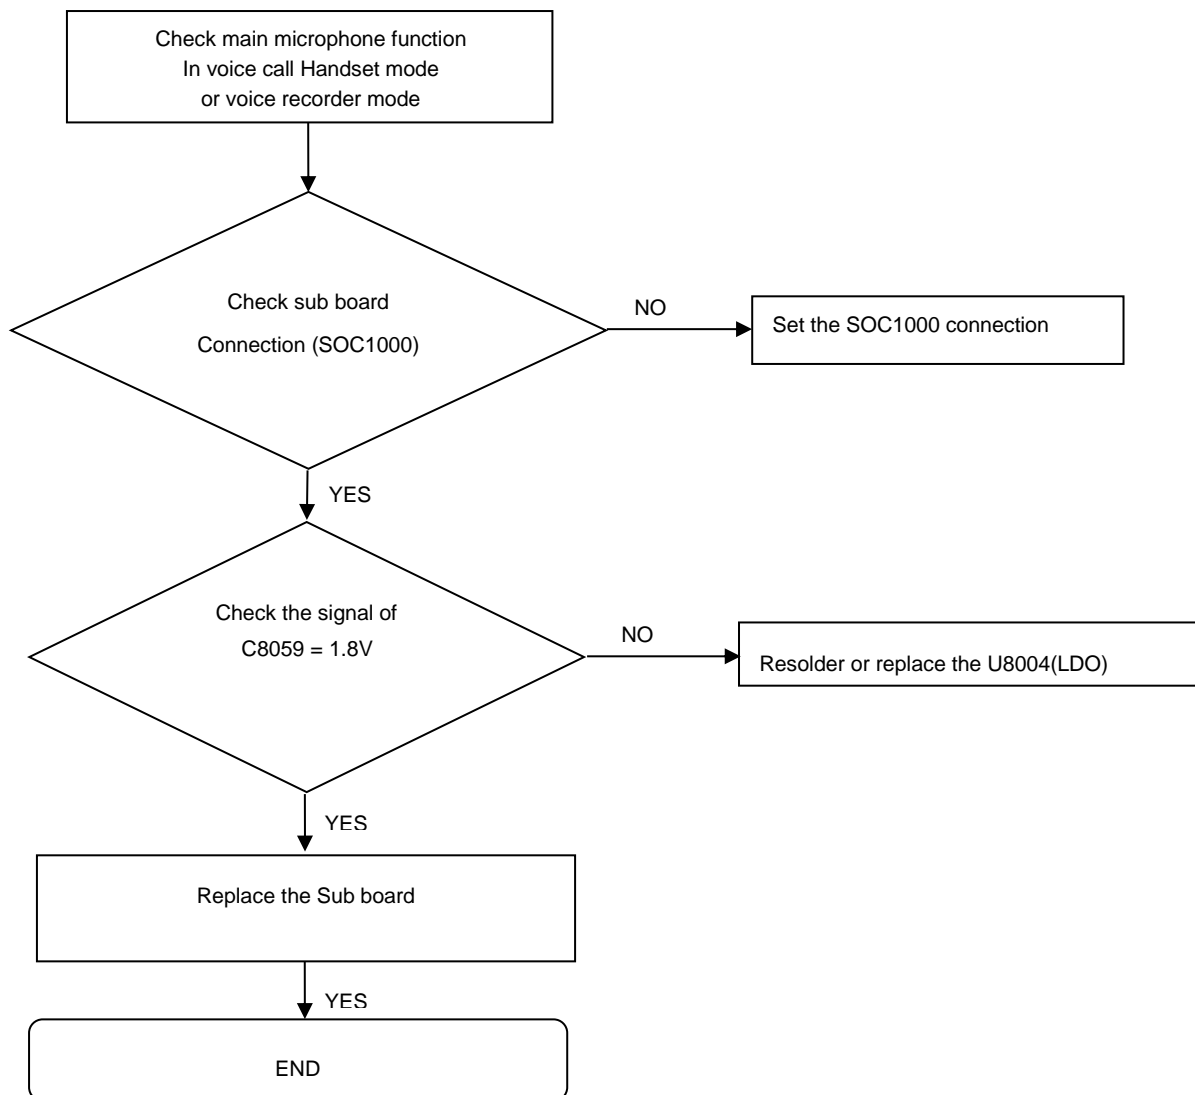 Check main microphone function
In voice call Handset mode
or voice recorder mode
Check sub board
Connection (SOC1000)
NO
Set the SOC1000 connection
YES
Check the signal of
C8059 = 1.8V
NO
Resolder or replace the U8004(LDO)
YES
Replace the Sub board
YES
END